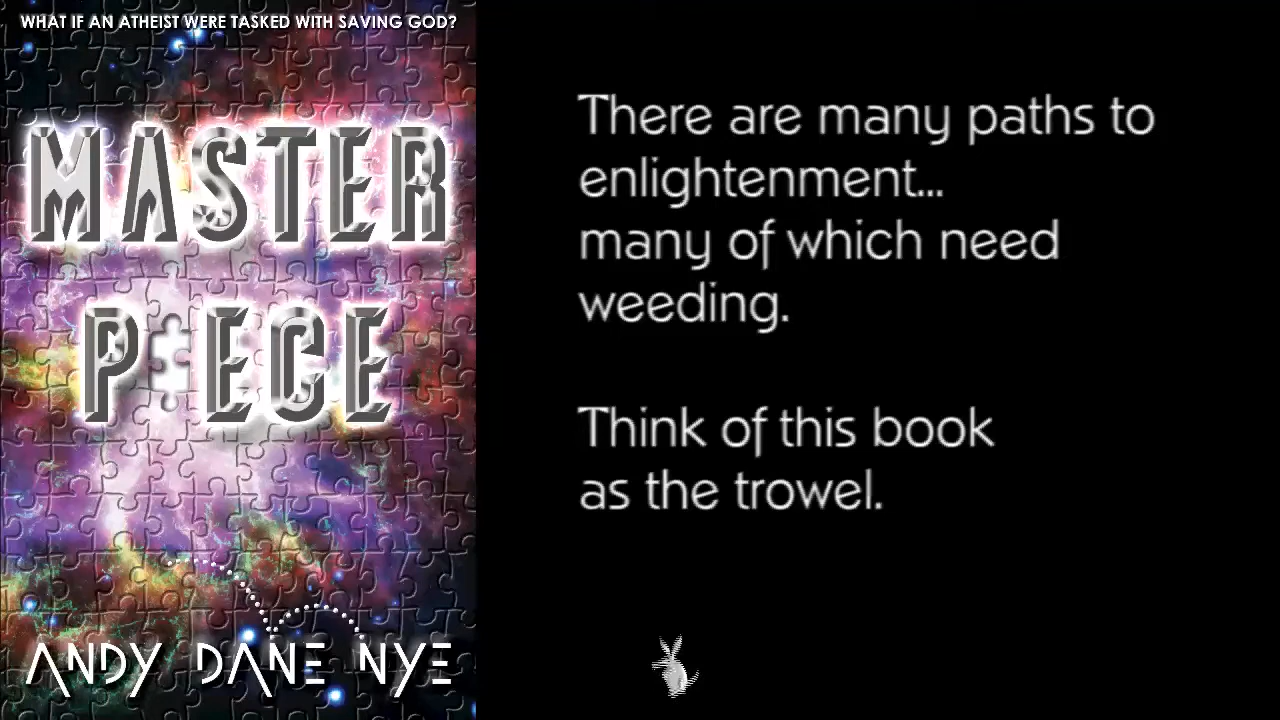 WHAT IF AN ATHEIST WERE TASKED WITH SAVING GOD?
MASTER
P ECE
ANDY DANE NYE
There are many paths to
enlightenment...
many of which need
weeding.
Think of this book
as the trowel.